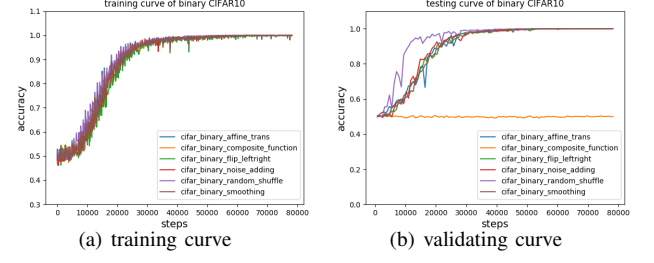 training curve of binary CIFAR10
1.1
1.0
0.9
0.8
0.7
0.6
0.5
0.4
0.3
accuracy
cifar_binary_affine_trans
cifar_binary_composite_function
cifar_binary_flip_leftright
cifar_binary_noise_adding
cifar_binary_random_shuffle
cifar_binary_smoothing
0 10000 20000 30000 40000 50000 60000 70000 80000
steps
(a) training curve
testing curve of binary CIFAR10
1.0
0.8
0.6
0.4
0.2
0.0
accuracy
cifar_binary_affine_trans
cifar_binary_composite_function
cifar_binary_flip_leftright
cifar_binary_noise_adding
cifar_binary_random_shuffle
cifar_binary_smoothing
0 10000 20000 30000 40000 50000 60000 70000 80000
steps
(b) validating curve